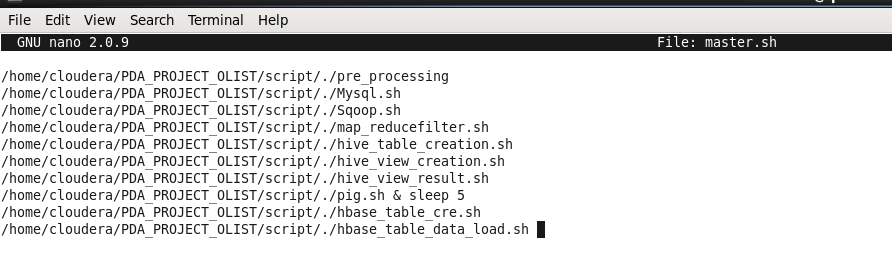 File Edit View Search Terminal Help
GNU nano 2.0.9 File: master.sh
/home/cloudera/PDA_PROJECT_OLIST/script/./pre_processing
/home/cloudera/PDA_PROJECT_OLIST/script/./Mysql.sh
/home/cloudera/PDA_PROJECT_OLIST/script/./Sqoop.sh
/home/cloudera/PDA_PROJECT_OLIST/script/./map_reducefilter.sh
/home/cloudera/PDA_PROJECT_OLIST/script/./hive_table_creation.sh
/home/cloudera/PDA_PROJECT_OLIST/script/./hive_view_creation.sh
/home/cloudera/PDA_PROJECT_OLIST/script/./hive_view_result.sh
/home/cloudera/PDA_PROJECT_OLIST/script/./pig.sh & sleep 5
/home/cloudera/PDA_PROJECT_OLIST/script/./hbase_table_cre.sh
/home/cloudera/PDA_PROJECT_OLIST/script/./hbase_table_data_load.sh